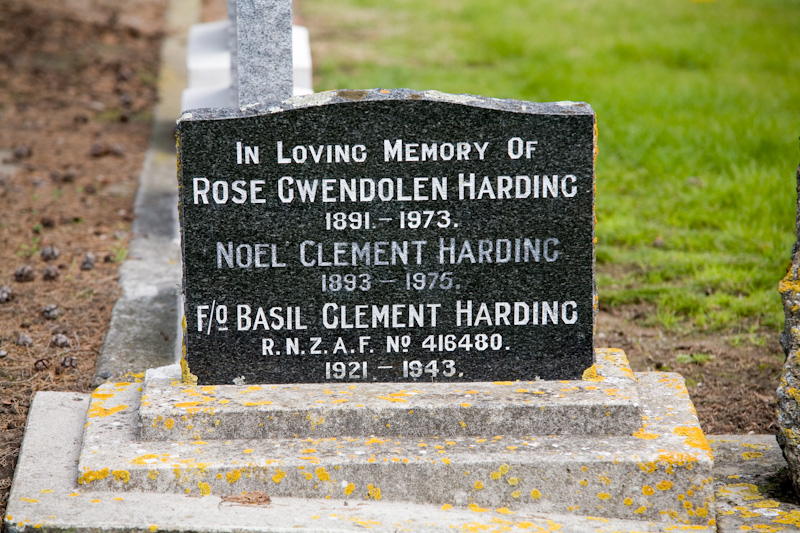 In Loving Memory Of
Rose Gwendolen Harding
1891.–1973.
Noel Clement Harding
1893 – 1975.
F/O Basil Clement Harding
R.N.Z.A.F. No 416480.
1921 – 1943.